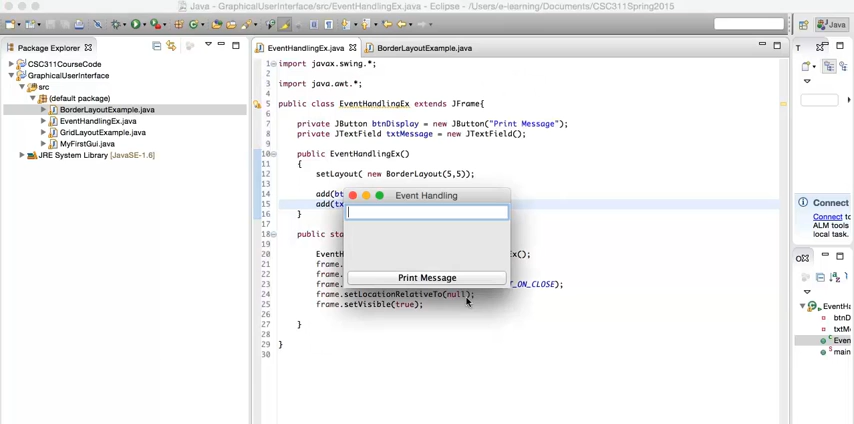 Java - GraphicalUserInterface/src/EventHandlingEx.java - Eclipse - /Users/e-learning/Documents/CSC311Spring2015
Java
Package Explorer
CSC311CourseCode
GraphicalUserInterface
src
(default package)
BorderLayoutExample.java
EventHandlingEx.java
GridLayoutExample.java
MyFirstGui.java
JRE System Library [JavaSE-1.6]
EventHandlingEx.java
BorderLayoutExample.java
1 import javax.swing.*;
2
3 import java.awt.*;
4
5 public class EventHandlingEx extends JFrame{
6
7 private JButton btnDisplay = new JButton("Print Message");
8 private JTextField txtMessage = new JTextField();
9
10 public EventHandlingEx()
11 {
12 setLayout( new BorderLayout(5,5));
13
14 add(bt
15 add(tx
16 }
17
18 public sta
19
20 EventH Ex();
21 frame.
22 frame.
23 frame. T_ON_CLOSE);
24 frame.setLocationRelativeTo(null);
25 frame.setVisible(true);
26
27 }
28
29 }
30
Event Handling
Print Message
T
Connect
Connect to
ALM tools
local task.
EventHa
btnD
txtM
Even
main